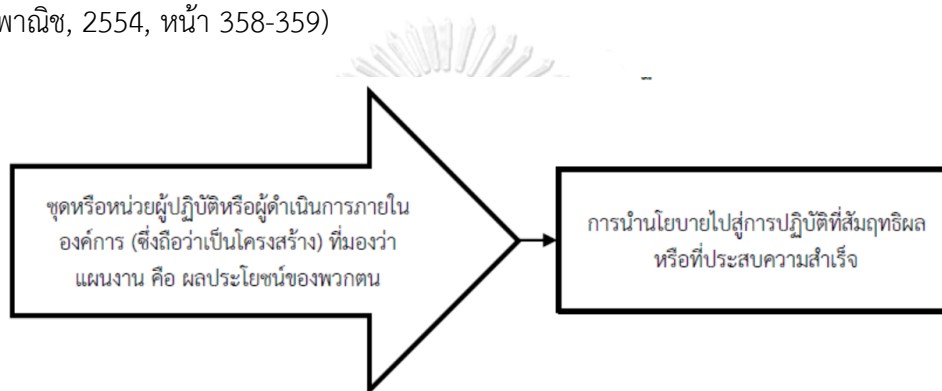 พาณิช, 2554, หน้า 358-359)
ชุดหรือหน่วยผู้ปฏิบัติหรือผู้ดำเนินการภายใน
องค์การ (ซึ่งถือว่าเป็นโครงสร้าง) ที่มองว่า
แผนงาน คือ ผลประโยชน์ของพวกตน
การนำนโยบายไปสู่การปฏิบัติที่สัมฤทธิผล
หรือที่ประสบความสำเร็จ